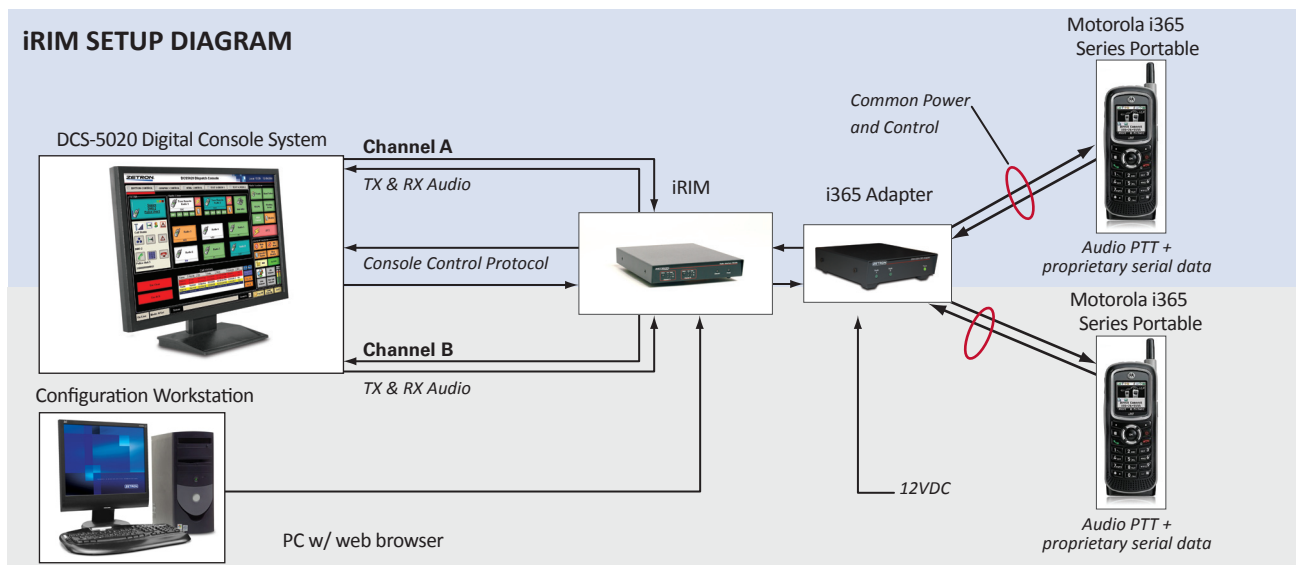 iRIM SETUP DIAGRAM
Motorola i365
Series Portable
Common Power
and Control
DCS-5020 Digital Console System
Channel A
TX & RX Audio
iRIM
i365 Adapter
Console Control Protocol
Audio PTT +
proprietary serial data
Motorola i365
Series Portable
Channel B
TX & RX Audio
Configuration Workstation
12VDC
PC w/ web browser
Audio PTT +
proprietary serial data
ZETRON